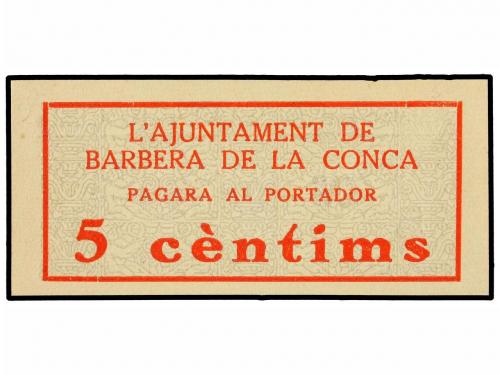 L'AJUNTAMENT DE
BARBERA DE LA CONCA
PAGARA AL PORTADOR
5 cèntims